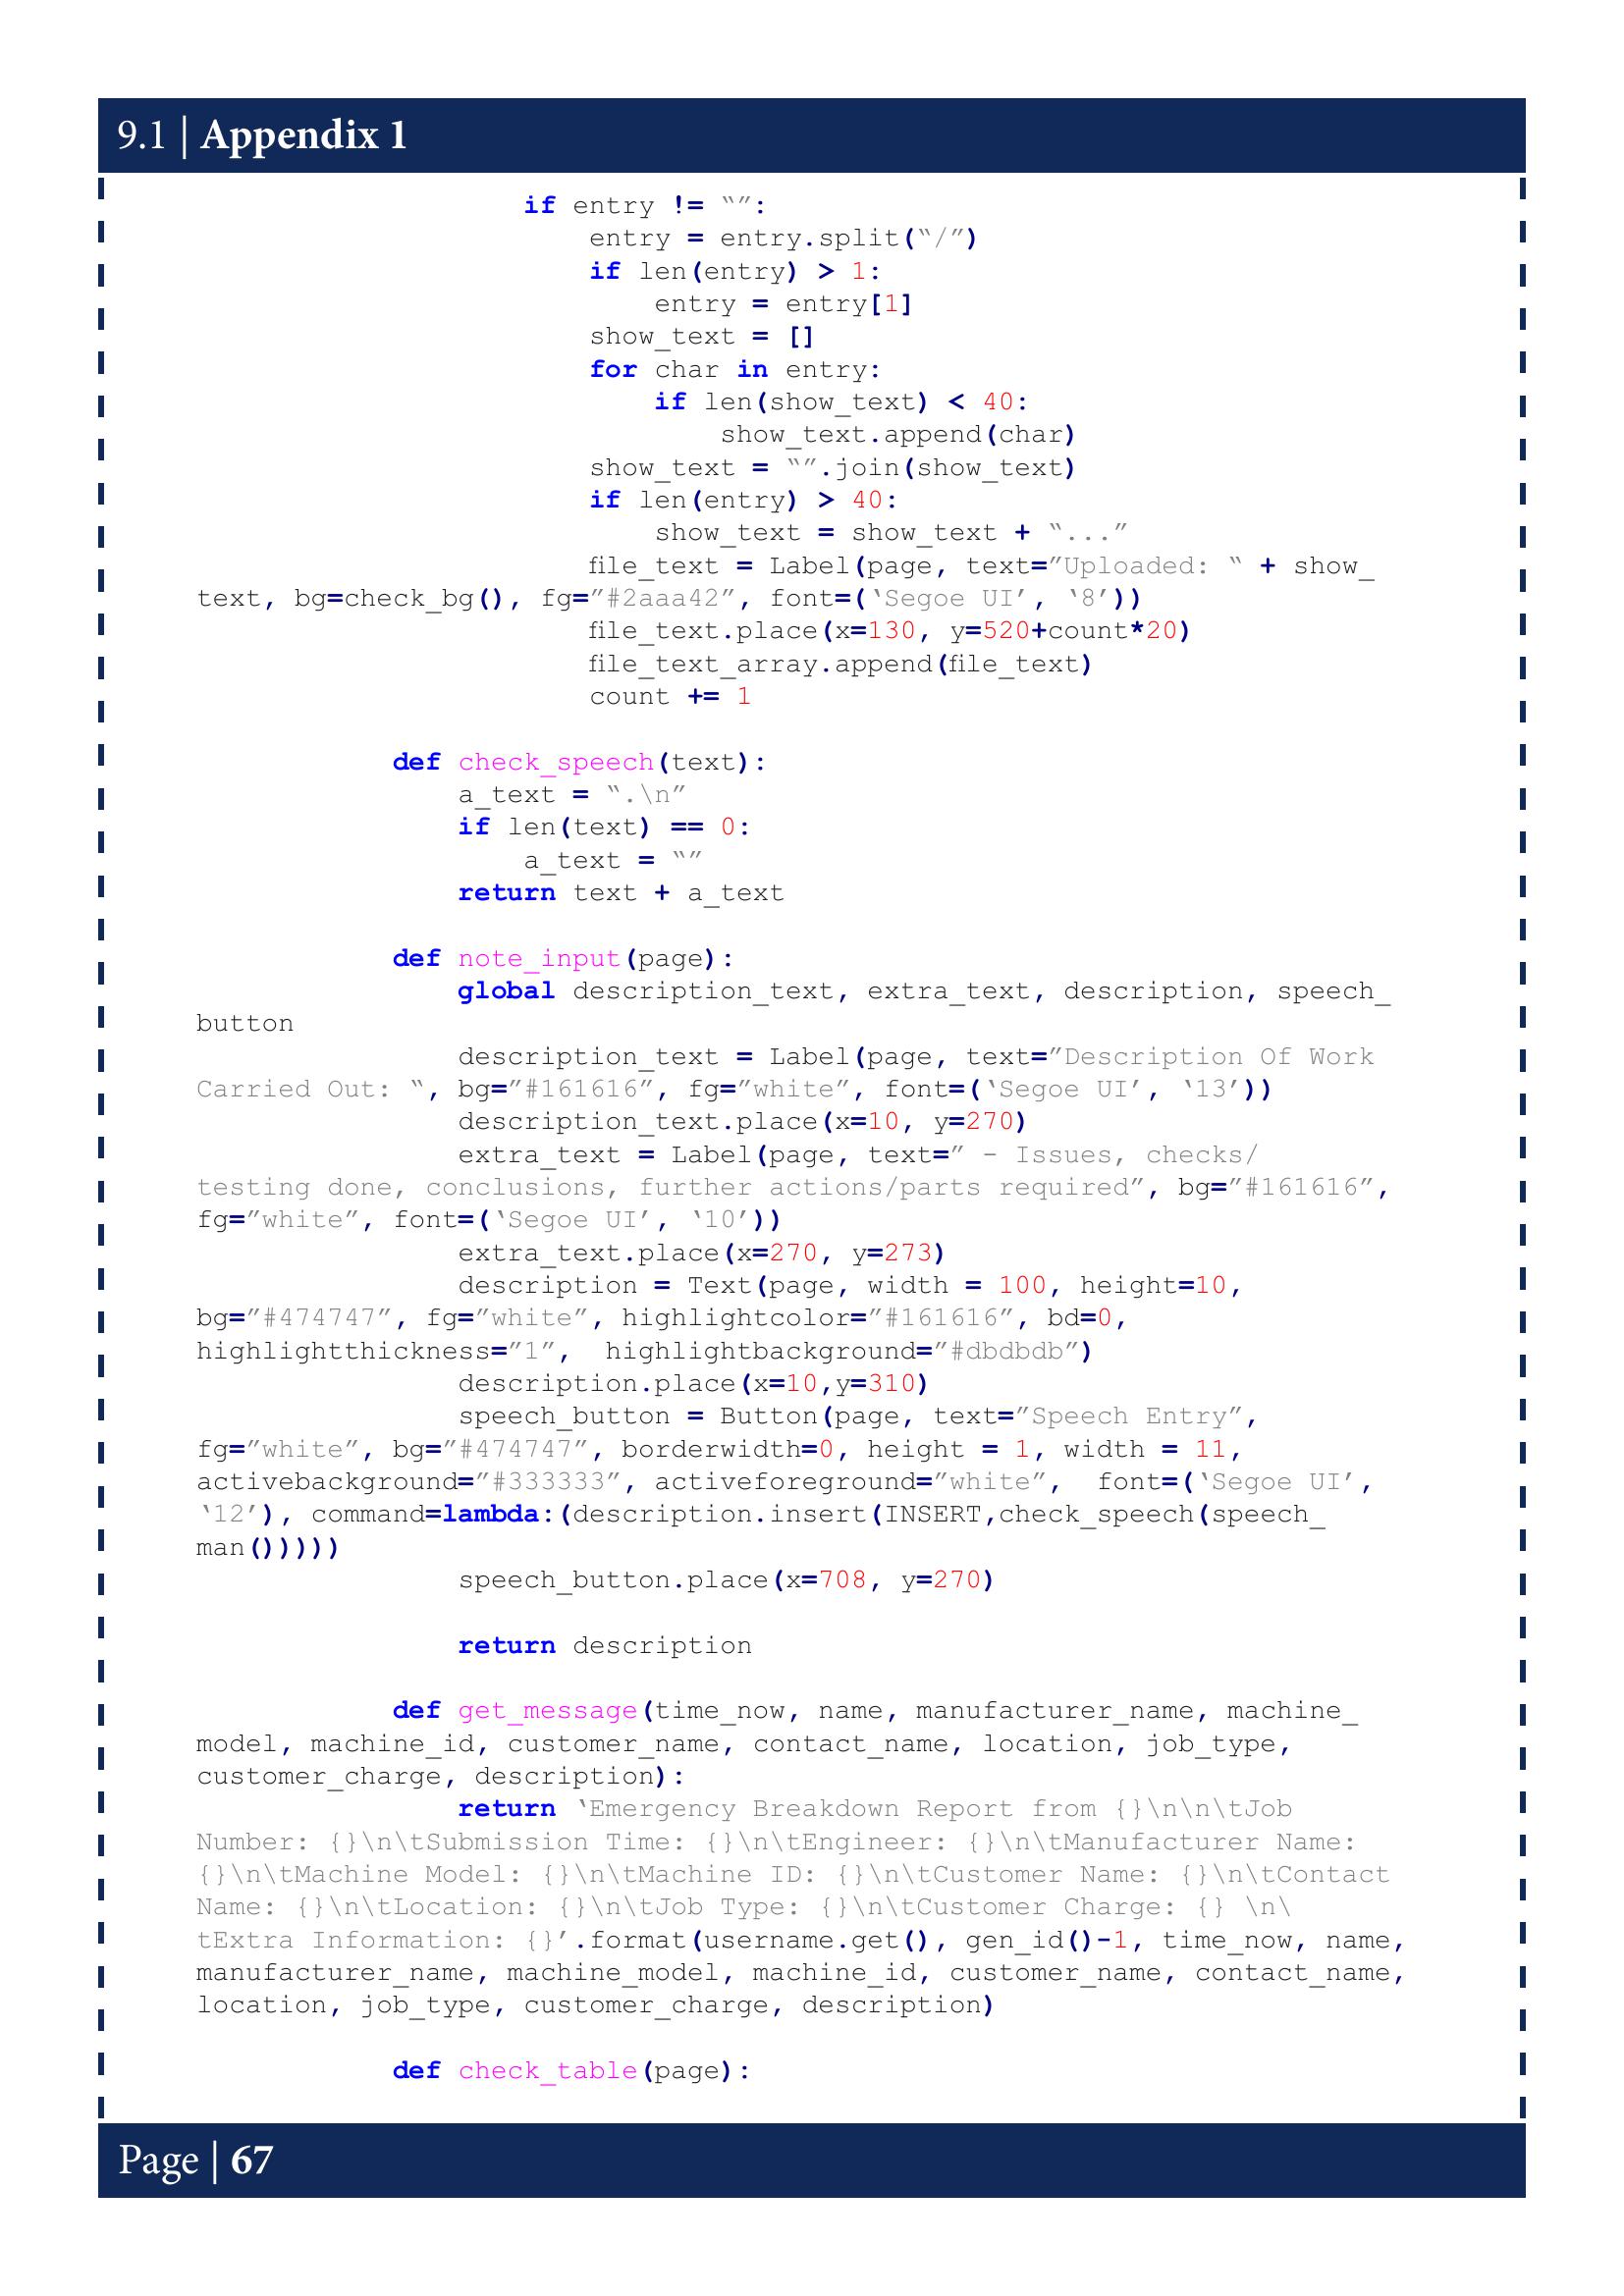 9.1 | Appendix 1
if entry != “”:
entry = entry.split(“/”)
if len(entry) > 1:
entry = entry[1]
show_text = []
for char in entry:
if len(show_text) < 40:
show_text.append(char)
show_text = “”.join(show_text)
if len(entry) > 40:
show_text = show_text + “...”
file_text = Label(page, text=”Uploaded: “ + show_
text, bg=check_bg(), fg=”#2aaa42”, font=(‘Segoe UI’, ‘8’))
file_text.place(x=130, y=520+count*20)
file_text_array.append(file_text)
count += 1
def check_speech(text):
a_text = “.\n”
if len(text) == 0:
a_text = “”
return text + a_text
def note_input(page):
global description_text, extra_text, description, speech_
button
description_text = Label(page, text=”Description Of Work
Carried Out: “, bg=”#161616”, fg=”white”, font=(‘Segoe UI’, ‘13’))
description_text.place(x=10, y=270)
extra_text = Label(page, text=” - Issues, checks/
testing done, conclusions, further actions/parts required”, bg=”#161616”,
fg=”white”, font=(‘Segoe UI’, ‘10’))
extra_text.place(x=270, y=273)
description = Text(page, width = 100, height=10,
bg=”#474747”, fg=”white”, highlightcolor=”#161616”, bd=0,
highlightthickness=”1”,  highlightbackground=”#dbdbdb”)
description.place(x=10,y=310)
speech_button = Button(page, text=”Speech Entry”,
fg=”white”, bg=”#474747”, borderwidth=0, height = 1, width = 11,
activebackground=”#333333”, activeforeground=”white”,  font=(‘Segoe UI’,
‘12’), command=lambda:(description.insert(INSERT,check_speech(speech_
man()))))
speech_button.place(x=708, y=270)
return description
def get_message(time_now, name, manufacturer_name, machine_
model, machine_id, customer_name, contact_name, location, job_type,
customer_charge, description):
return ‘Emergency Breakdown Report from {}\n\n\tJob
Number: {}\n\tSubmission Time: {}\n\tEngineer: {}\n\tManufacturer Name:
{}\n\tMachine Model: {}\n\tMachine ID: {}\n\tCustomer Name: {}\n\tContact
Name: {}\n\tLocation: {}\n\tJob Type: {}\n\tCustomer Charge: {} \n\
tExtra Information: {}’.format(username.get(), gen_id()-1, time_now, name,
manufacturer_name, machine_model, machine_id, customer_name, contact_name,
location, job_type, customer_charge, description)
def check_table(page):
Page | 67